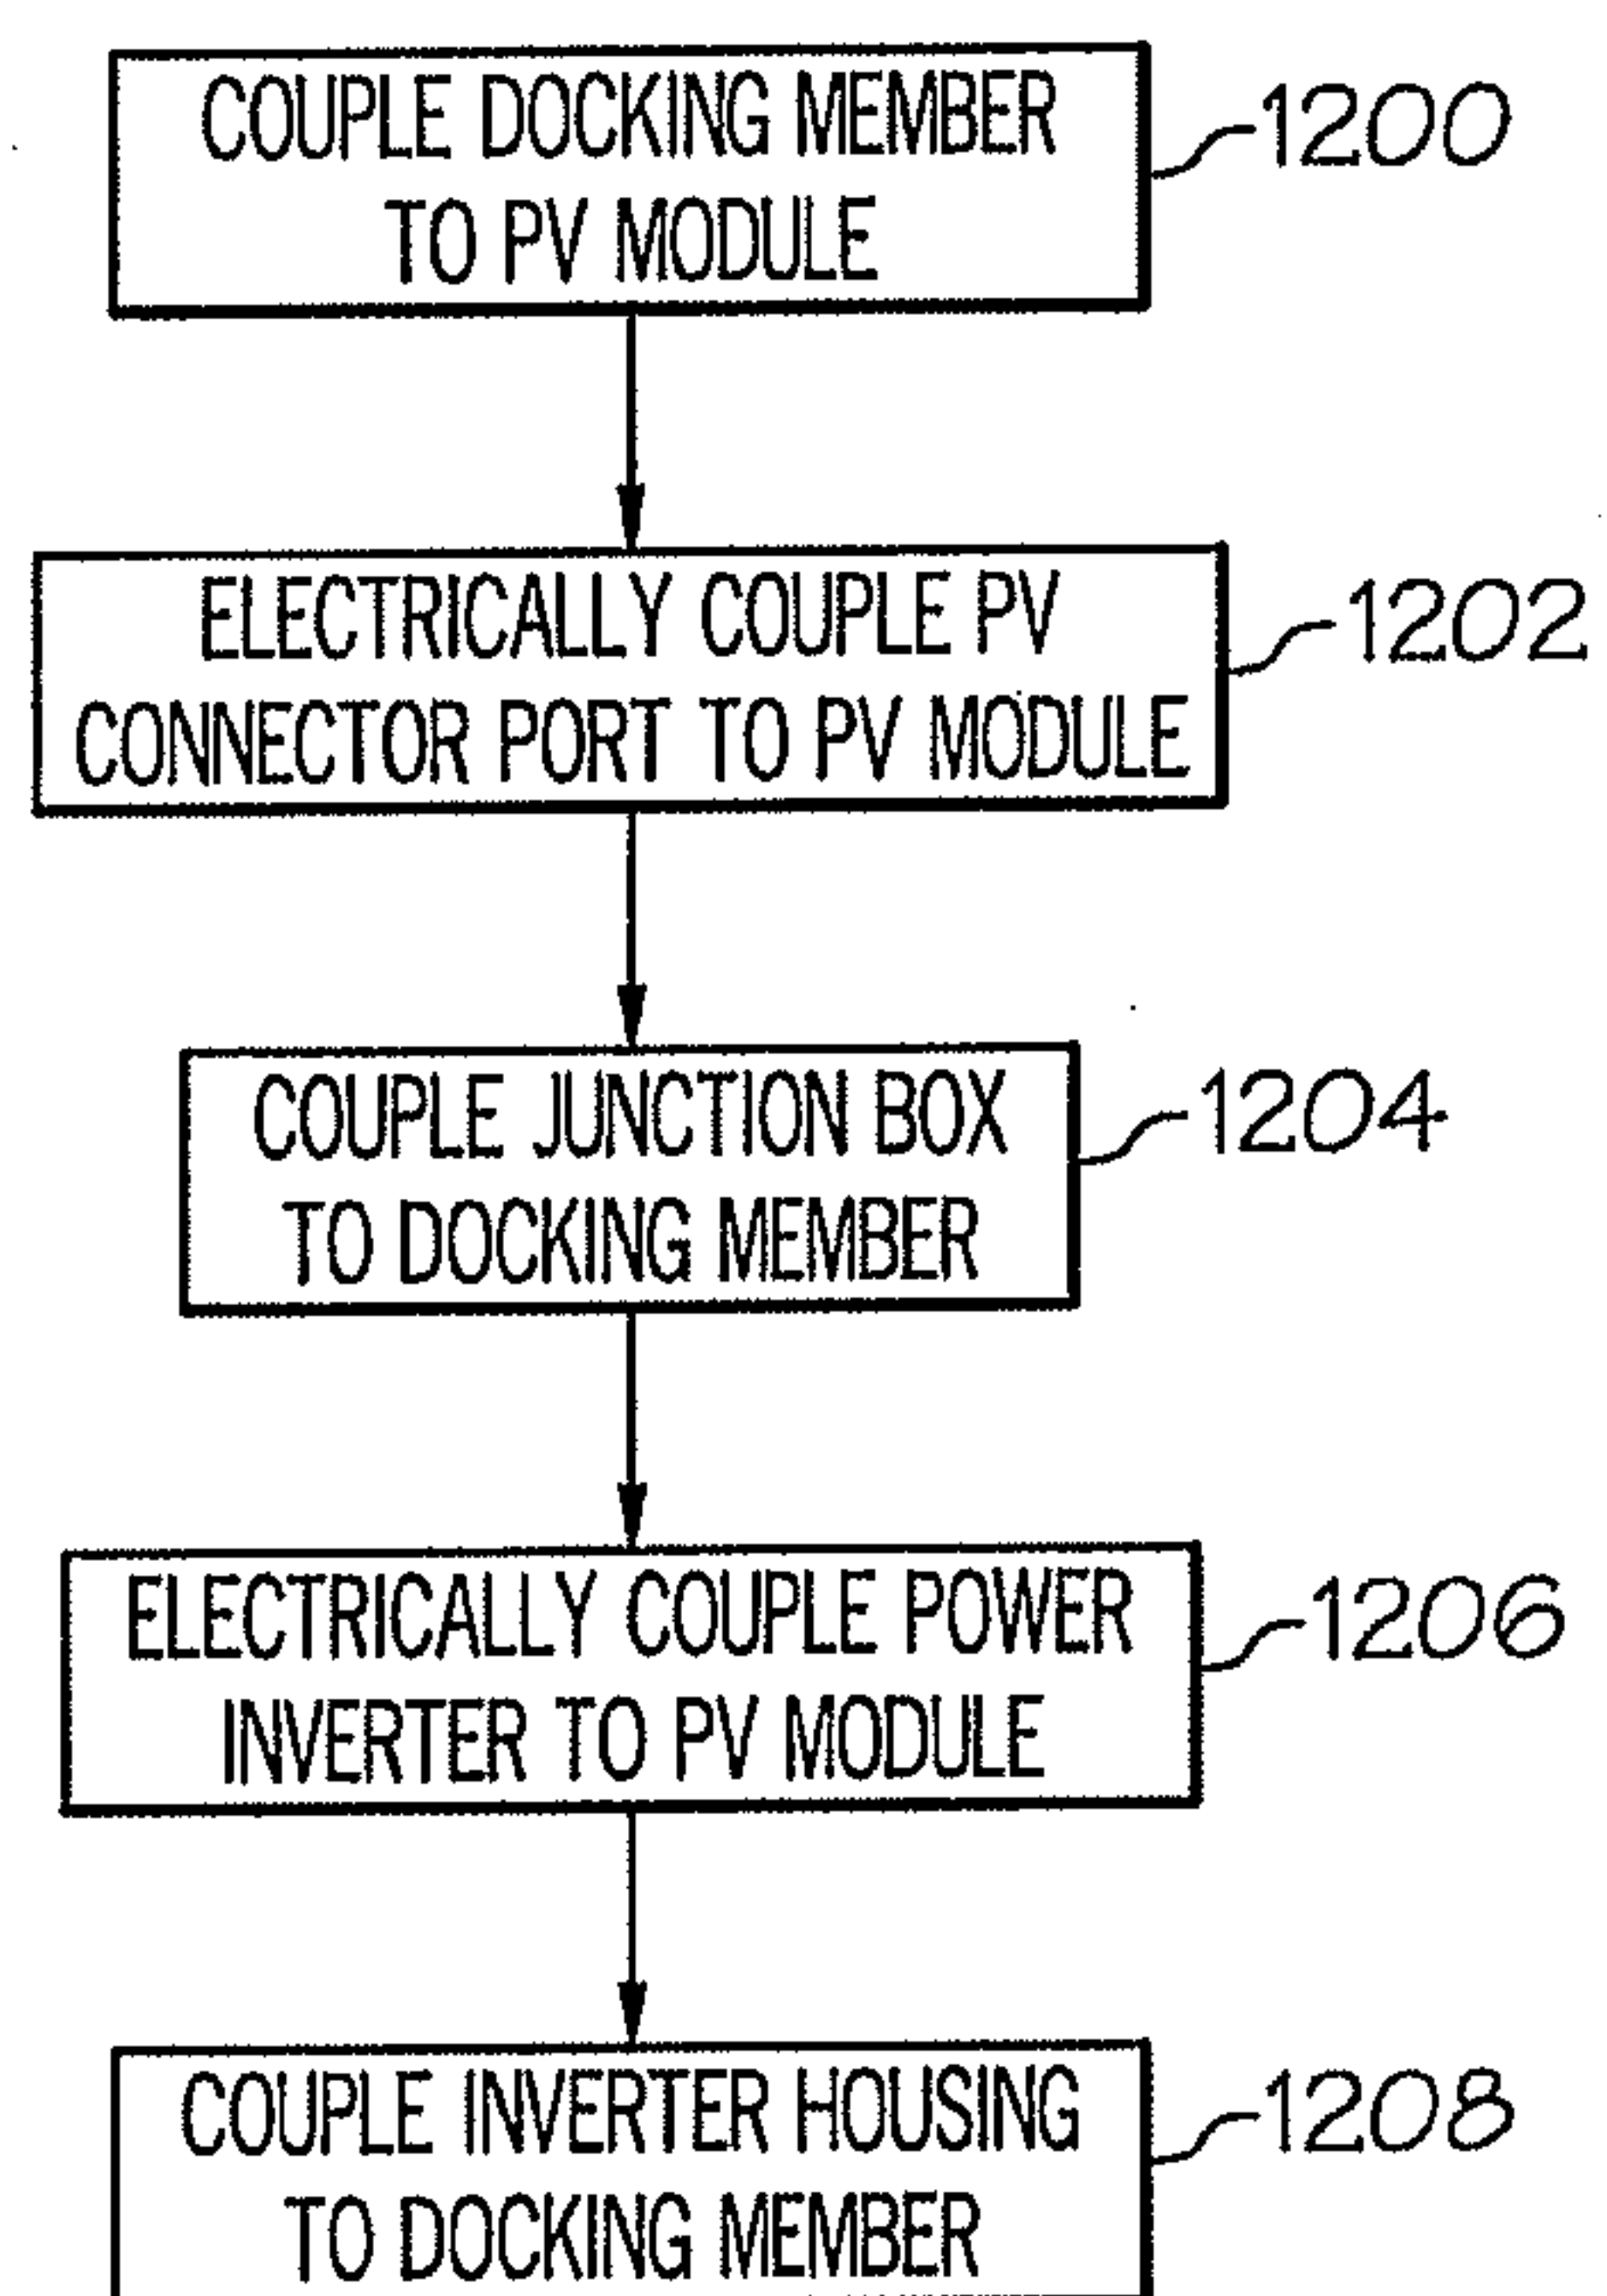 COUPLE DOCKING MEMBER
TO PV MODULE
1200
ELECTRICALLY COUPLE PV
CONNECTOR PORT TO PV MODULE
1202
COUPLE JUNCTION BOX
TO DOCKING MEMBER
1204
ELECTRICALLY COUPLE POWER
INVERTER TO PV MODULE
1206
COUPLE INVERTER HOUSING
TO DOCKING MEMBER
1208